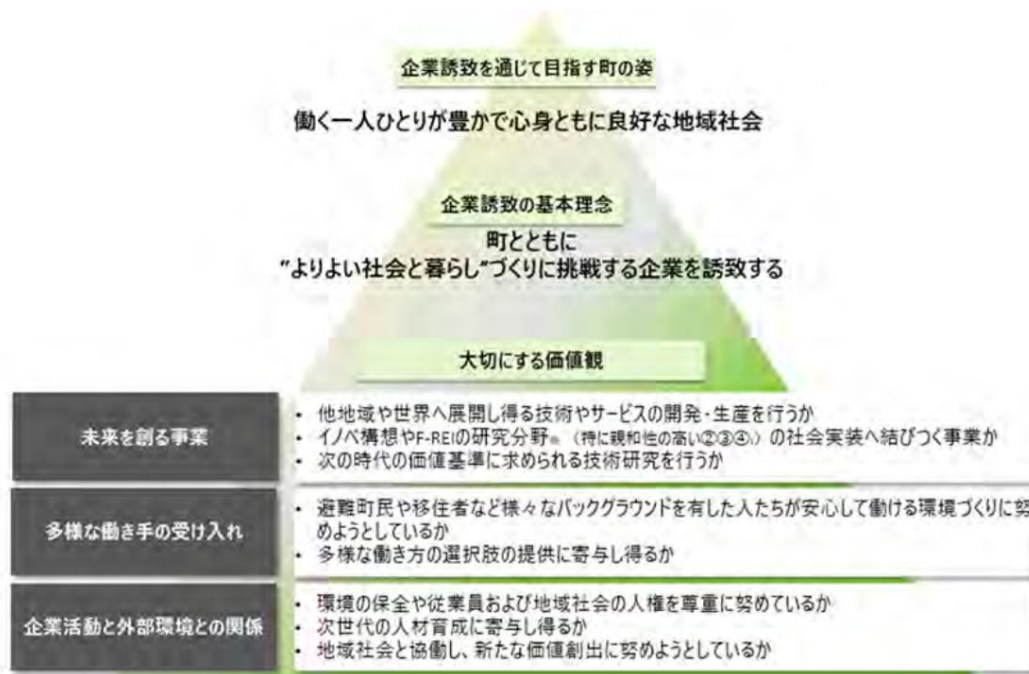 企業誘致を通じて目指す町の姿
働く一人ひとりが豊かで心身ともに良好な地域社会
企業誘致の基本理念
町とともに
”よりよい社会と暮らし“づくりに挑戦する企業を誘致する
大切にする価値観
未来を創る事業
・ 他地域や世界へ展開し得る技術やサービスの開発・生産を行うか
・ イノベ構想やF-REIの研究分野※（特に親和性の高い②③④）の社会実装へ結びつく事業か
・ 次の時代の価値基準に求められる技術研究を行うか
多様な働き手の受け入れ
・ 避難町民や移住者など様々なバックグラウンドを有した人たちが安心して働ける環境づくりに努
めようとしているか
・ 多様な働き方の選択肢の提供に寄与し得るか
企業活動と外部環境との関係
・ 環境の保全や従業員および地域社会の人権を尊重に努めているか
・ 次世代の人材育成に寄与し得るか
・ 地域社会と協働し、新たな価値創出に努めようとしているか